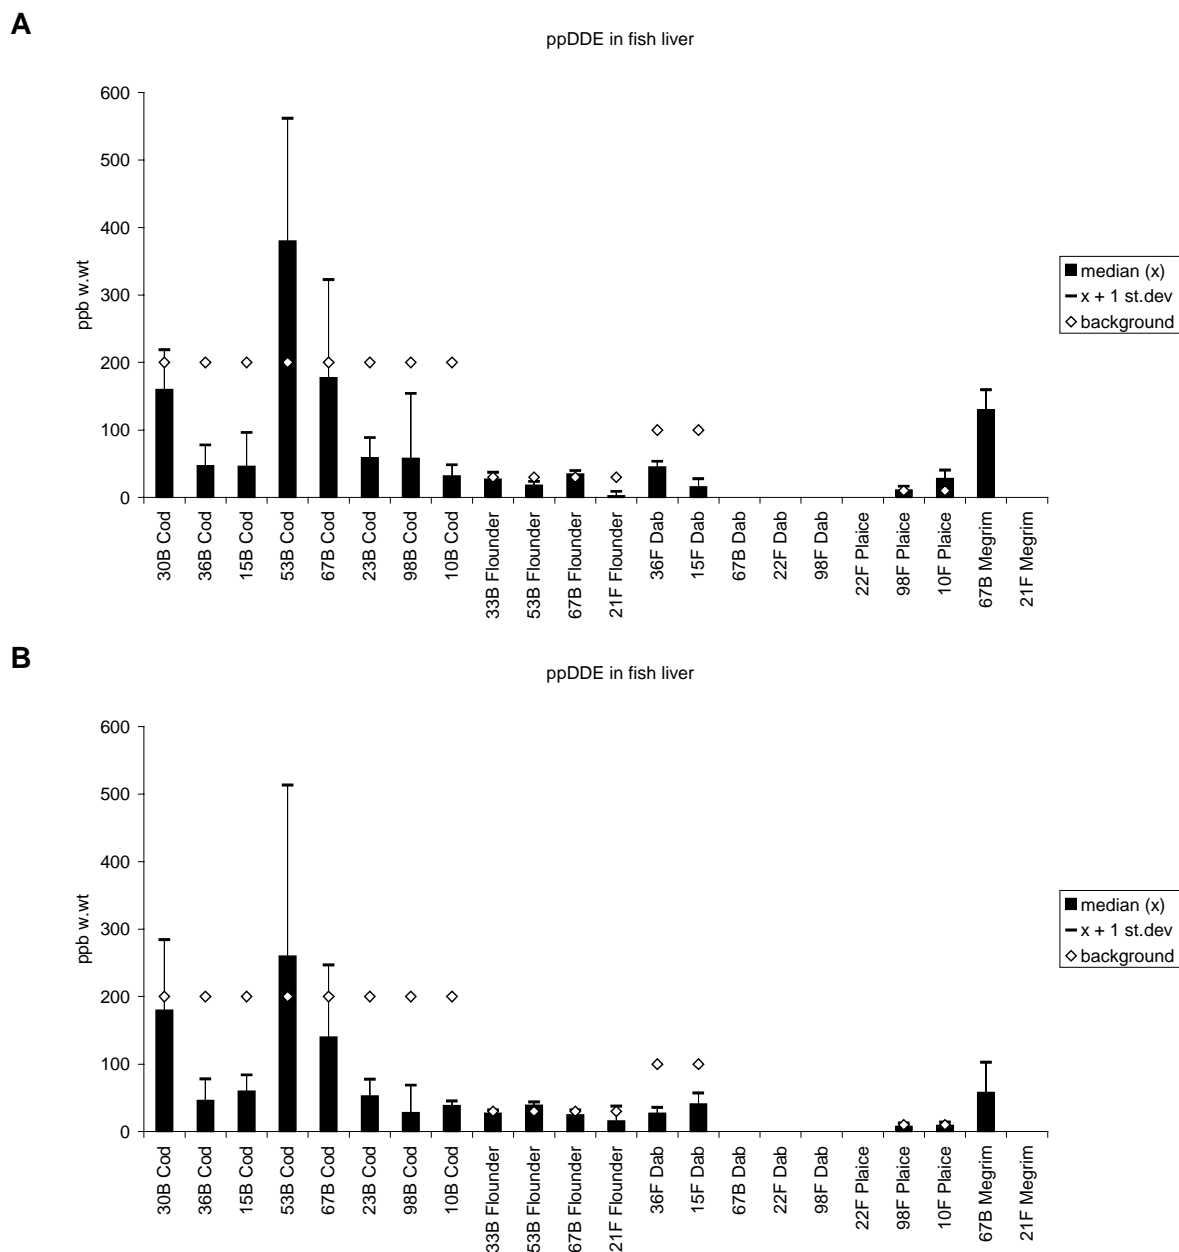 A
ppDDE in fish liver
600
500
400
300
200
100
0
ppb w.wt
median (x)
x + 1 st.dev
background
30B Cod
36B Cod
15B Cod
53B Cod
67B Cod
23B Cod
98B Cod
10B Cod
33B Flounder
53B Flounder
67B Flounder
21F Flounder
36F Dab
15F Dab
67B Dab
22F Dab
98F Dab
22F Plaice
98F Plaice
10F Plaice
67B Megrim
21F Megrim
B
ppDDE in fish liver
600
500
400
300
200
100
0
ppb w.wt
median (x)
x + 1 st.dev
background
30B Cod
36B Cod
15B Cod
53B Cod
67B Cod
23B Cod
98B Cod
10B Cod
33B Flounder
53B Flounder
67B Flounder
21F Flounder
36F Dab
15F Dab
67B Dab
22F Dab
98F Dab
22F Plaice
98F Plaice
10F Plaice
67B Megrim
21F Megrim